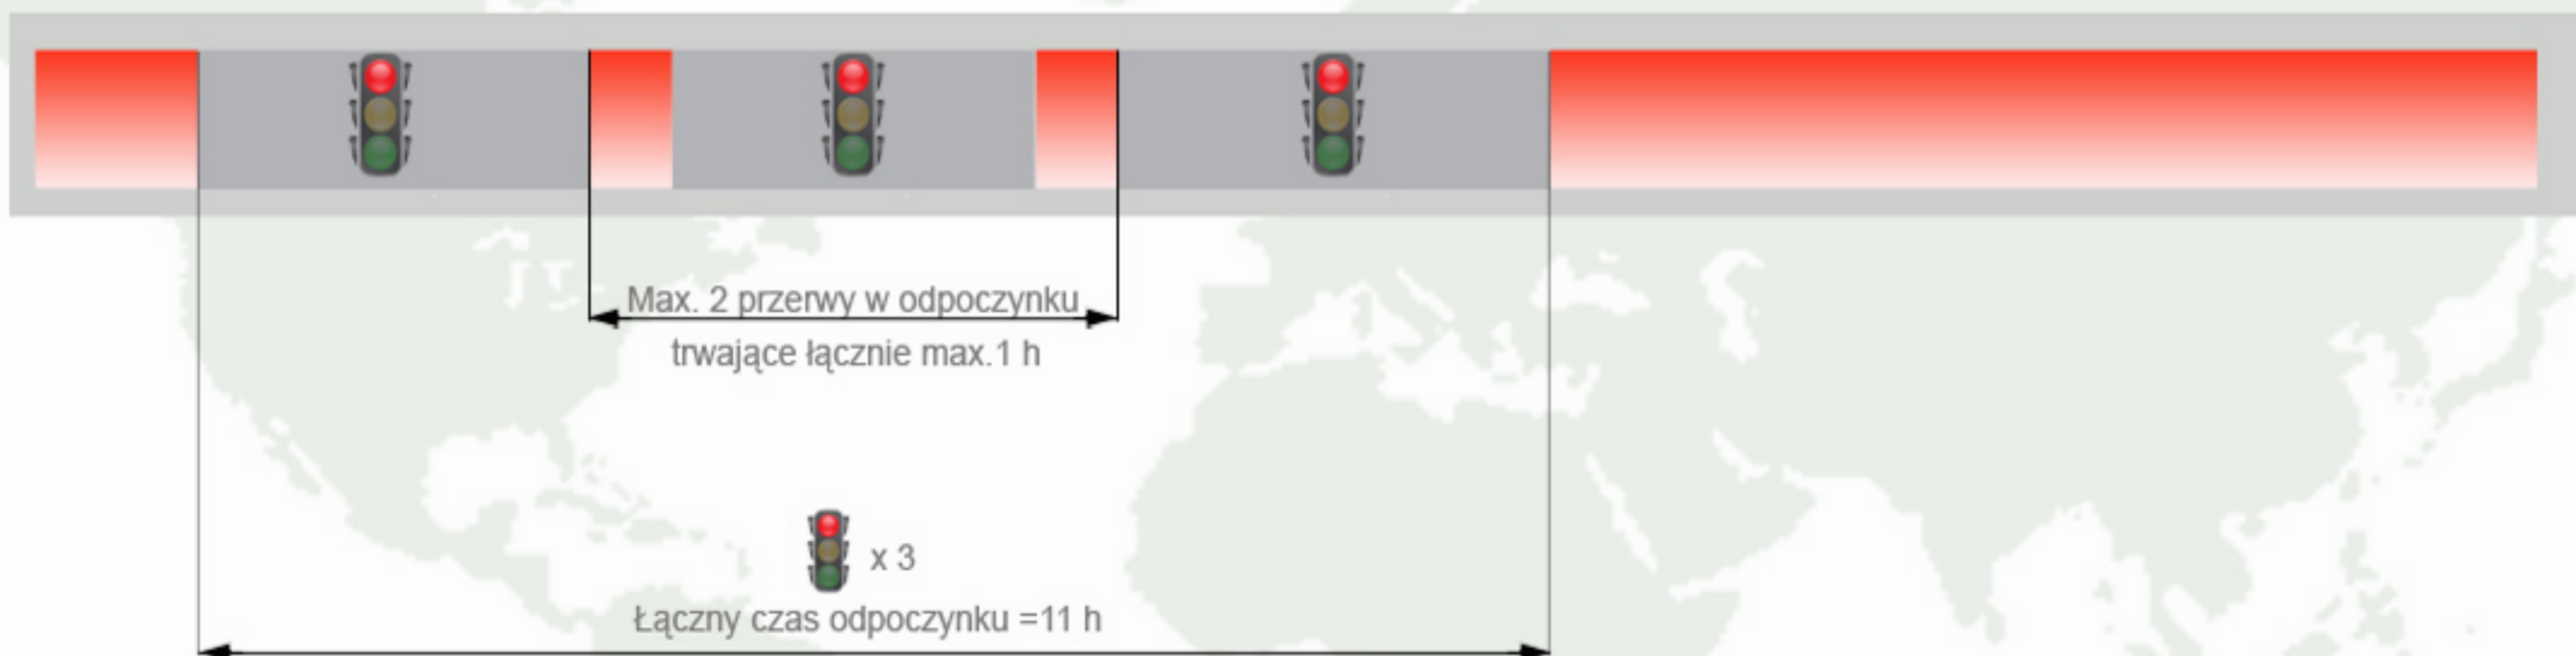 Max. 2 przerwy w odpoczynku
trwające łącznie max.1 h
x 3
Łączny czas odpoczynku =11 h